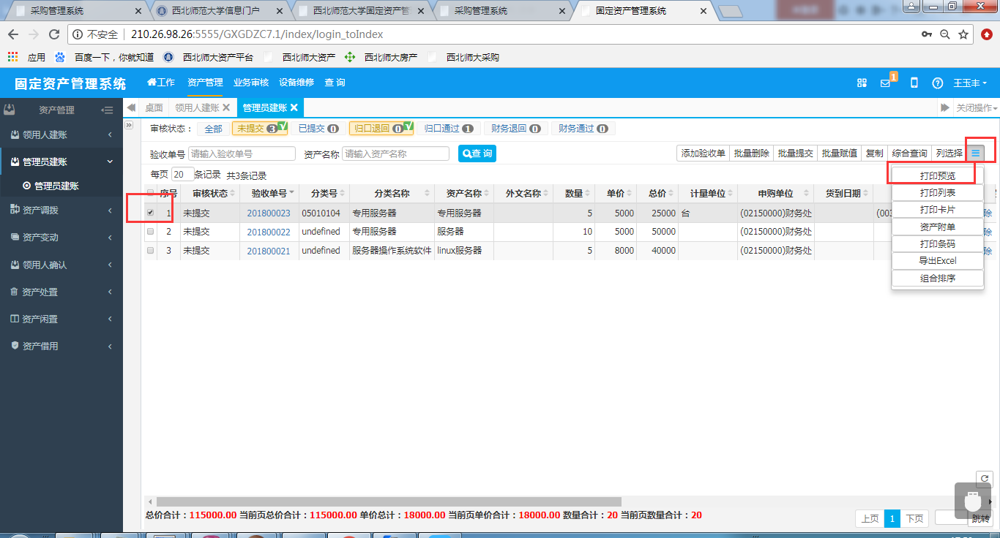 采购管理系统 西北师范大学信息门户 西北师范大学固定资产管 采购管理系统 固定资产管理系统
不安全 210.26.98.26:5555/GXGDZC7.1/index/login_toIndex
应用 百度一下，你就知道 西北师大资产平台 西北师大资产 西北师大房产 西北师大采购
固定资产管理系统 工作 资产管理 业务审核 设备维修 查 询 1 王玉丰
资产管理 桌面 领用人建账 管理员建账 关闭操作
领用人建账
管理员建账
管理员建账
资产调拨
资产变动
领用人确认
资产处置
资产闲置
资产借用
审核状态： 全部 未提交 3 已提交 0 归口退回 0 归口通过 1 财务退回 0 财务通过 0
验收单号 请输入验收单号 资产名称 请输入资产名称 查 询 添加验收单 批量删除 批量提交 批量赋值 复制 综合查询 列选择
每页 20 条记录 共3条记录
序号 审核状态 验收单号 分类号 分类名称 资产名称 外文名称 数量 单价 总价 计量单位 申购单位 货到日期
1 未提交 201800023 05010104 专用服务器 专用服务器 5 5000 25000 台 (02150000)财务处 除
2 未提交 201800022 undefined 专用服务器 服务器 10 5000 50000 (02150000)财务处 除
3 未提交 201800021 undefined 服务器操作系统软件 linux服务器 5 8000 40000 (02150000)财务处 除
打印预览
打印列表
打印卡片
资产附单
打印条码
导出Excel
组合排序
总价合计：115000.00 当前页总价合计：115000.00 单价总计：18000.00 当前页单价合计：18000.00 数量合计：20 当前页数量合计：20
上页 1 下页 跳转